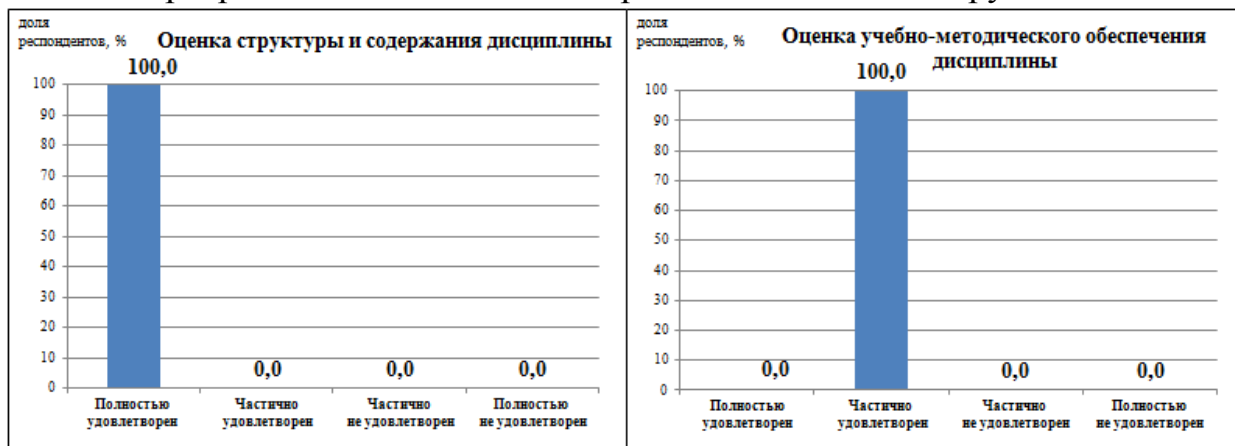 доля
респондентов, %
Оценка структуры и содержания дисциплины
100,0
100
90
80
70
60
50
40
30
20
10
0
0,0 0,0 0,0
Полностью удовлетворен
Частично удовлетворен
Частично не удовлетворен
Полностью не удовлетворен
доля
респондентов, %
Оценка учебно-методического обеспечения
дисциплины
100,0
100
90
80
70
60
50
40
30
20
10
0
0,0 0,0 0,0
Полностью удовлетворен
Частично удовлетворен
Частично не удовлетворен
Полностью не удовлетворен